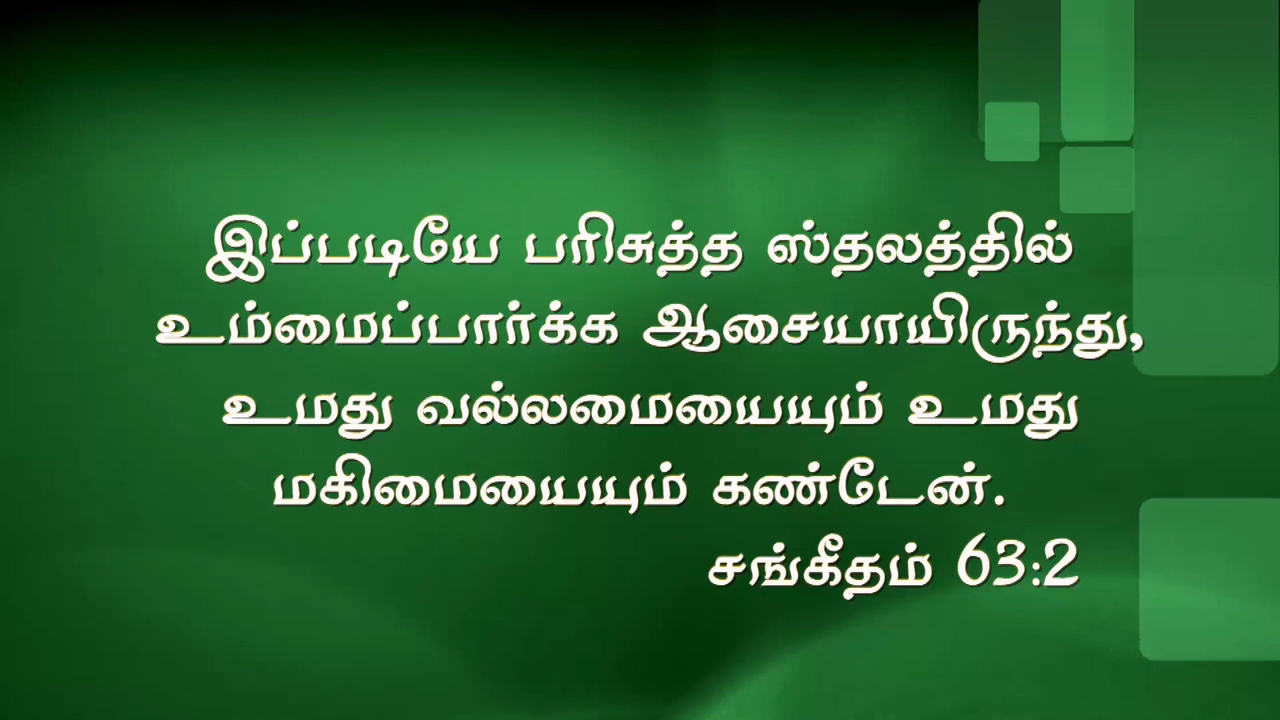 இப்படியே பரிசுத்த ஸ்தலத்தில்
உம்மைப்பார்க்க ஆசையாயிருந்து,
உமது வல்லமையையும் உமது
மகிமையையும் கண்டேன்.
சங்கீதம் 63:2